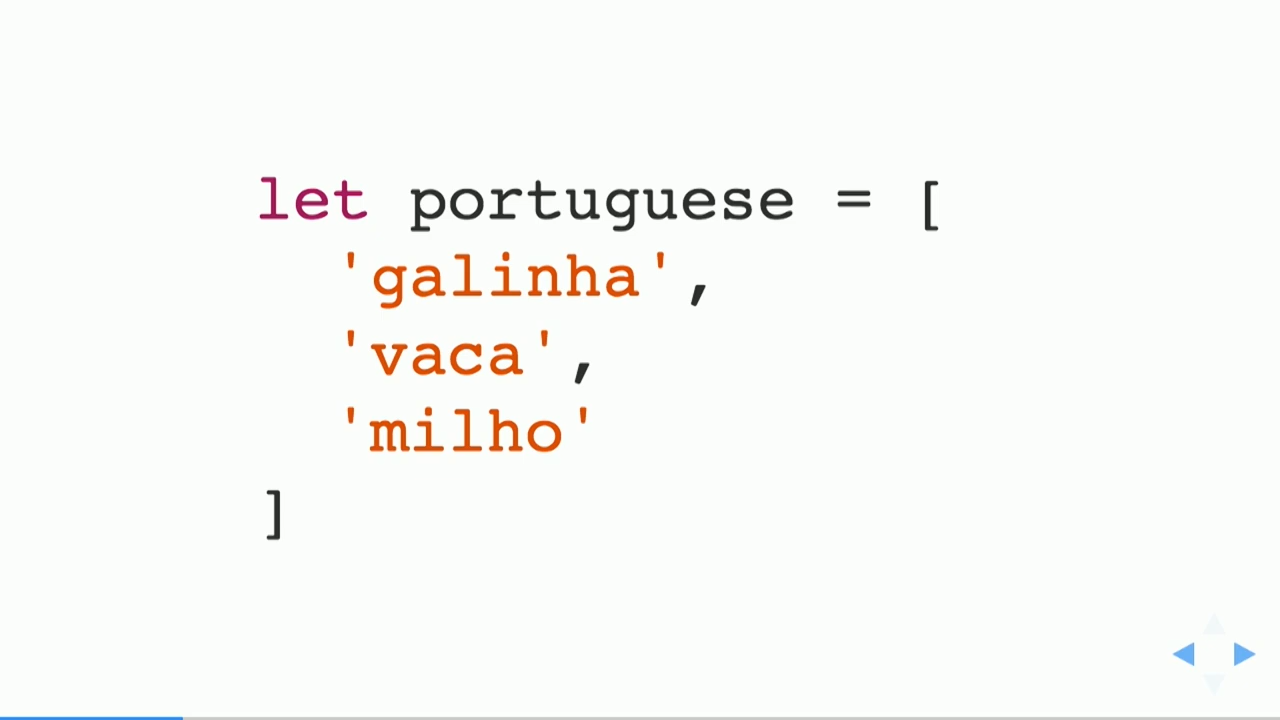 let portuguese = [
'galinha',
'vaca',
'milho'
]